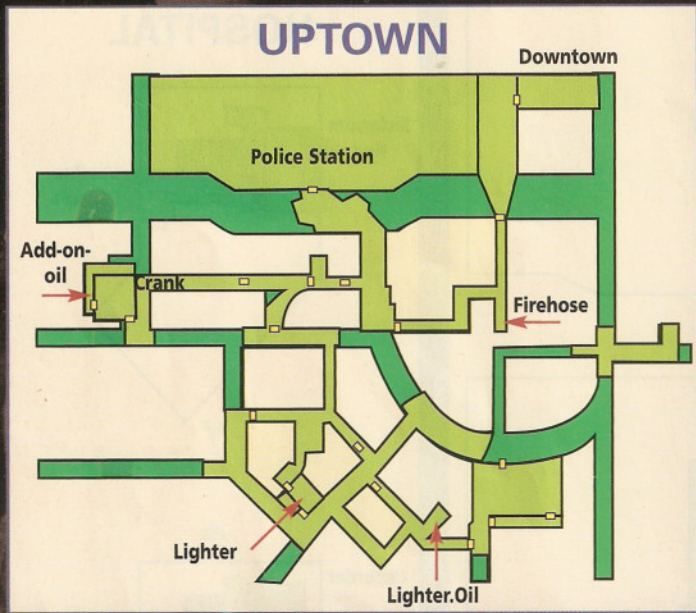 UPTOWN
Downtown
Police Station
Add-on-
oil
Crank
Firehose
Lighter
Lighter.Oil